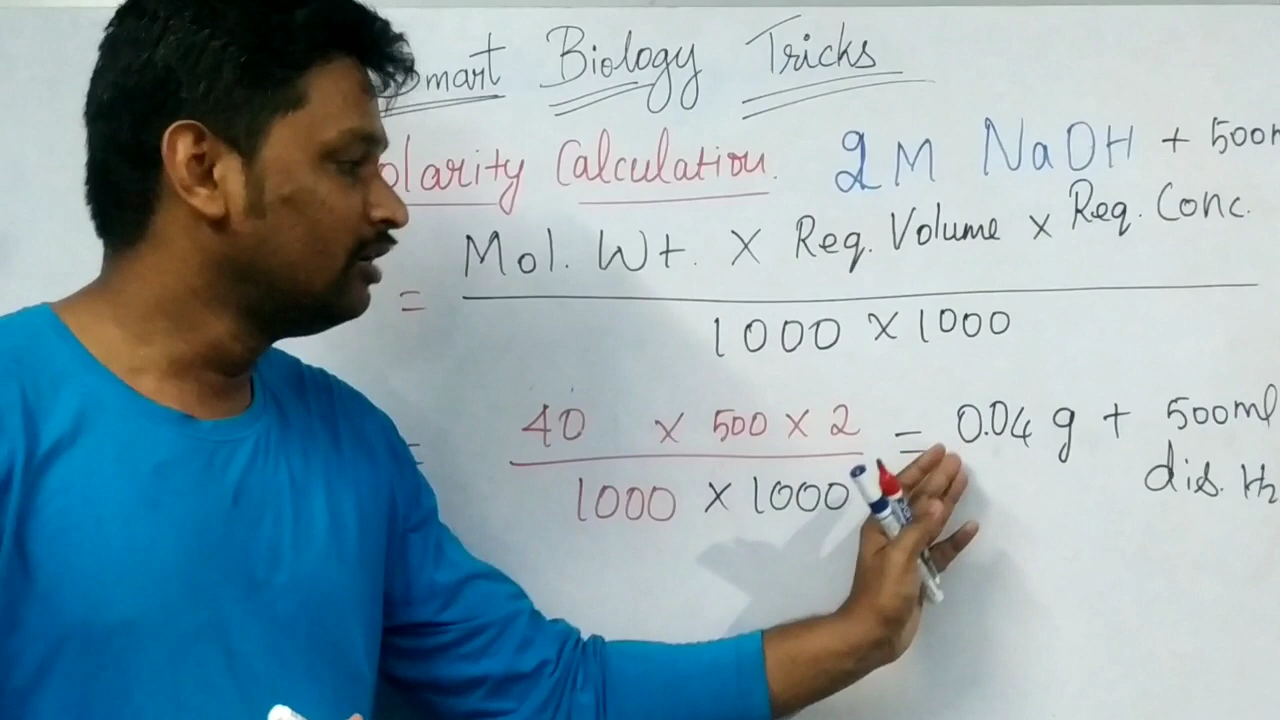 Smart Biology Tricks
olarity Calculation. 2M NaOH + 500m
= Mol. Wt. X Req. Volume x Req. Conc.
1000 X 1000
= 40 x 500 x 2 = 0.04 g + 500ml
1000 X 1000 dis. H2